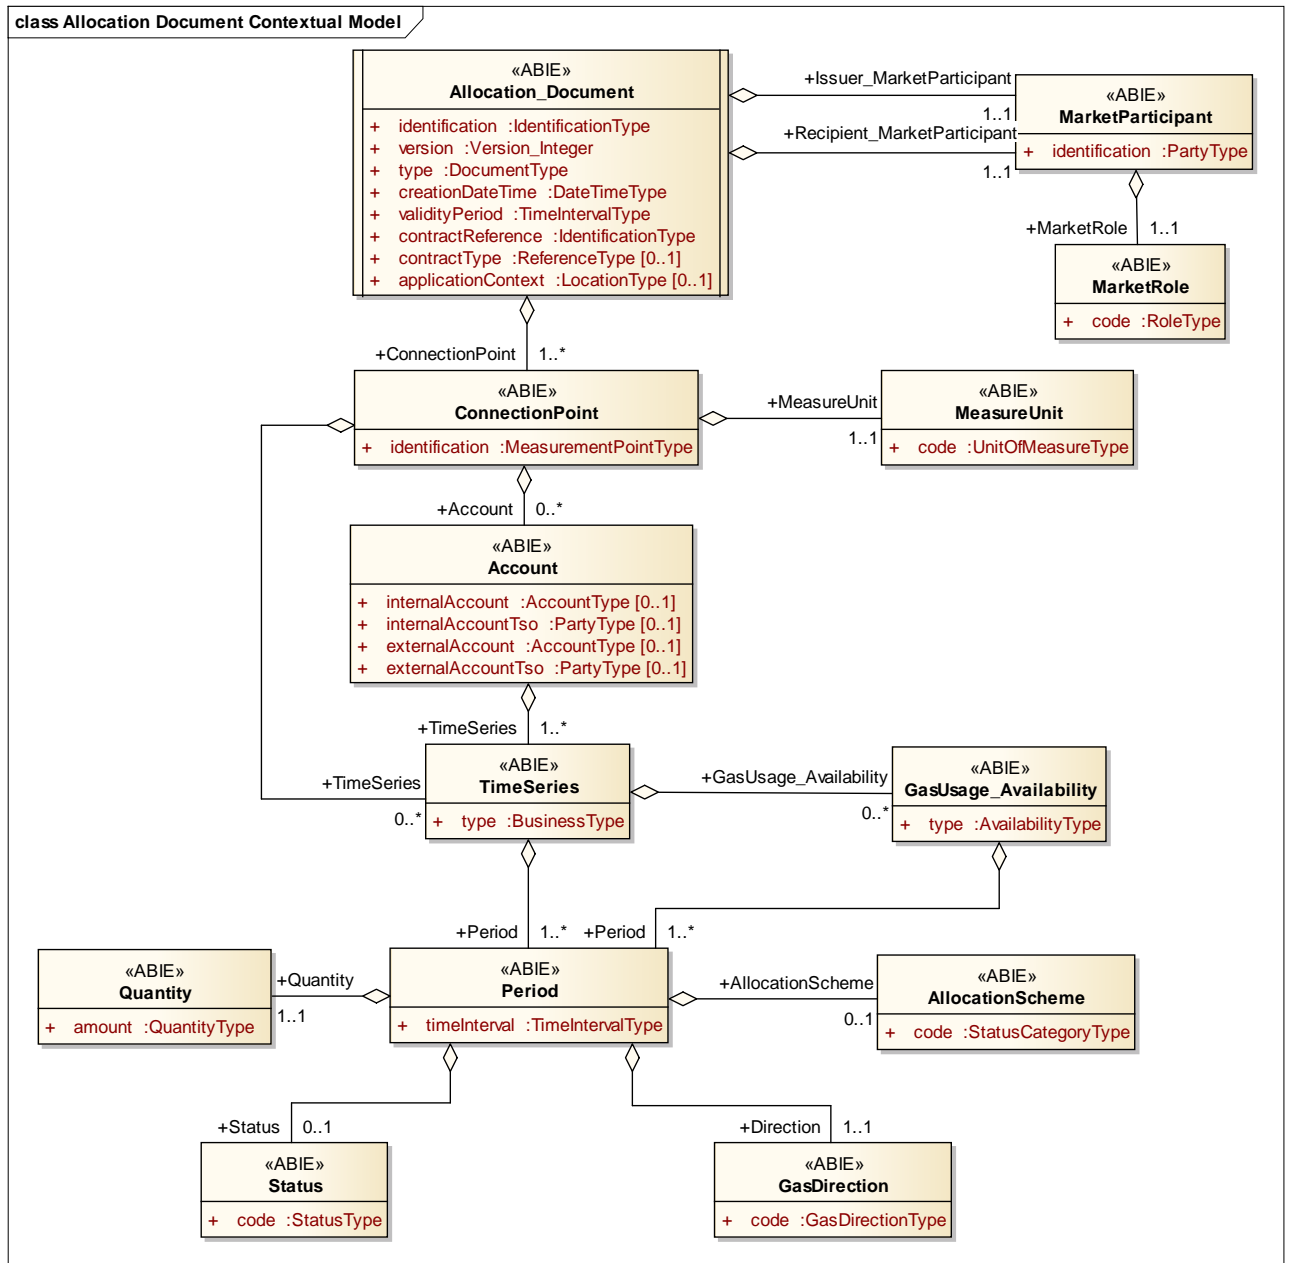 class Allocation Document Contextual Model
«ABIE»
Allocation_Document
+ identification :IdentificationType
+ version :Version_Integer
+ type :DocumentType
+ creationDateTime :DateTimeType
+ validityPeriod :TimeIntervalType
+ contractReference :IdentificationType
+ contractType :ReferenceType [0..1]
+ applicationContext :LocationType [0..1]
+Issuer_MarketParticipant
1..1
+Recipient_MarketParticipant
1..1
«ABIE»
MarketParticipant
+ identification :PartyType
+MarketRole 1..1
«ABIE»
MarketRole
+ code :RoleType
+ConnectionPoint 1..*
«ABIE»
ConnectionPoint
+ identification :MeasurementPointType
+MeasureUnit
1..1
«ABIE»
MeasureUnit
+ code :UnitOfMeasureType
+Account 0..*
«ABIE»
Account
+ internalAccount :AccountType [0..1]
+ internalAccountTso :PartyType [0..1]
+ externalAccount :AccountType [0..1]
+ externalAccountTso :PartyType [0..1]
+TimeSeries 1..*
+TimeSeries
0..*
«ABIE»
TimeSeries
+ type :BusinessType
+GasUsage_Availability
0..*
«ABIE»
GasUsage_Availability
+ type :AvailabilityType
+Period 1..*
+Period 1..*
«ABIE»
Quantity
+ amount :QuantityType
+Quantity
1..1
«ABIE»
Period
+ timeInterval :TimeIntervalType
+AllocationScheme
0..1
«ABIE»
AllocationScheme
+ code :StatusCategoryType
+Status 0..1
«ABIE»
Status
+ code :StatusType
+Direction 1..1
«ABIE»
GasDirection
+ code :GasDirectionType